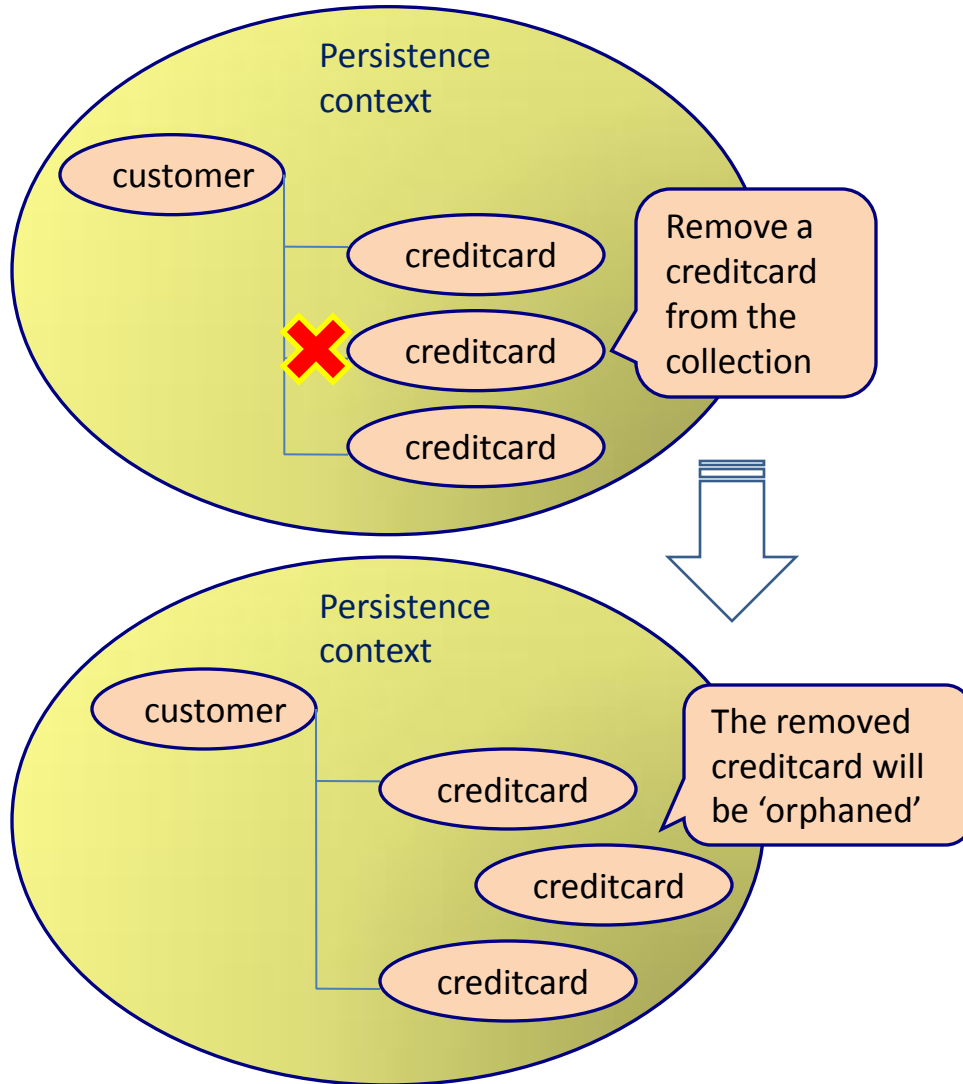 Persistence
context
customer
creditcard
creditcard
creditcard
Remove a
creditcard
from the
collection
Persistence
context
customer
creditcard
creditcard
creditcard
The removed
creditcard will
be ‘orphaned’